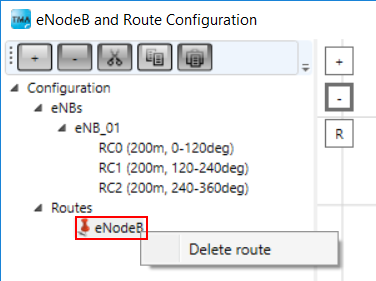 TMA eNodeB and Route Configuration
+ -
+
-
R
Configuration
eNBs
eNB_01
RC0 (200m, 0-120deg)
RC1 (200m, 120-240deg)
RC2 (200m, 240-360deg)
Routes
eNodeB
Delete route